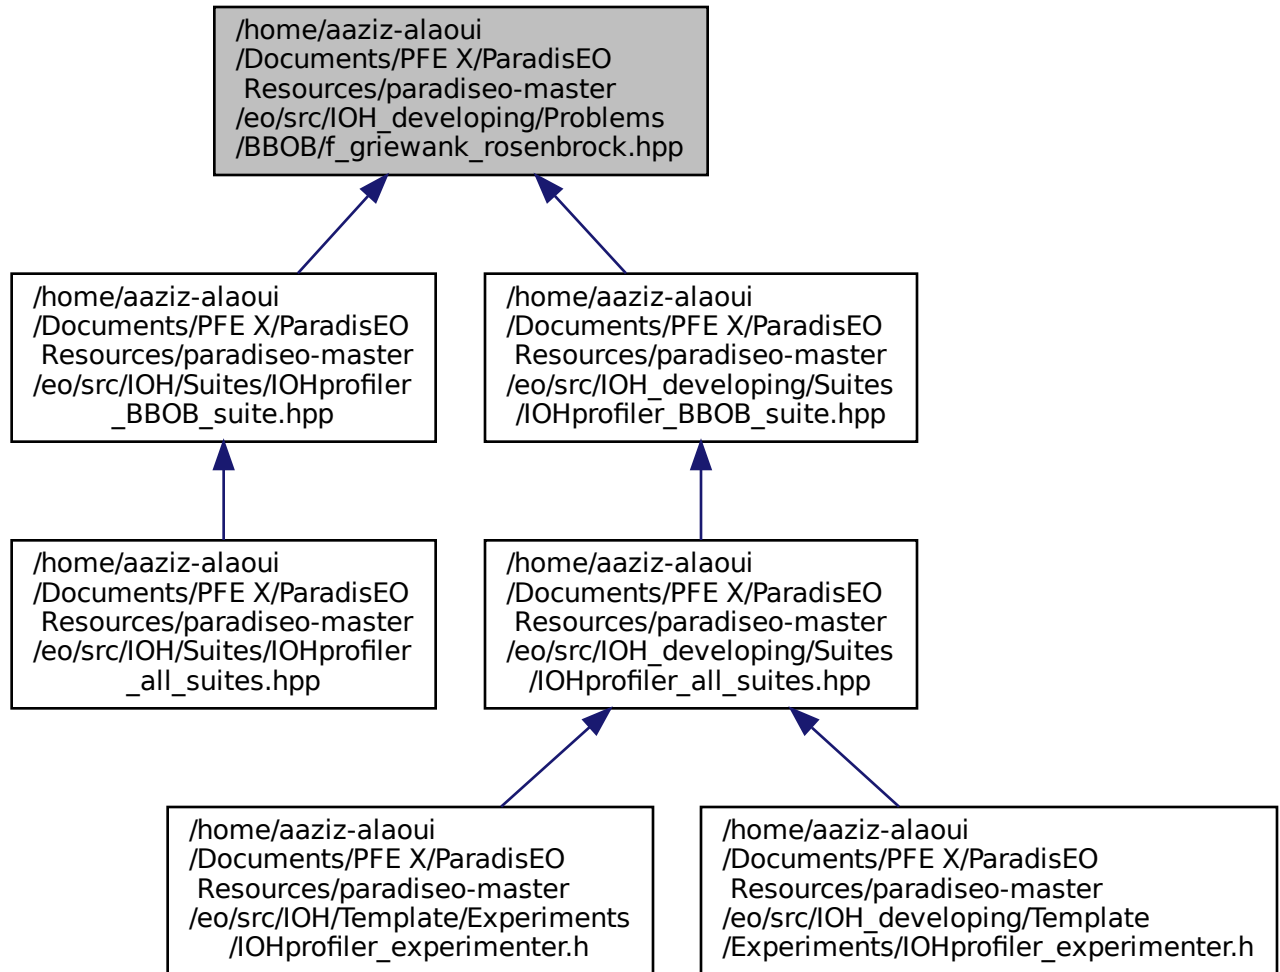 /home/aaziz-alaoui
/Documents/PFE X/ParadisEO
Resources/paradiseo-master
/eo/src/IOH_developing/Problems
/BBOB/f_griewank_rosenbrock.hpp
/home/aaziz-alaoui
/Documents/PFE X/ParadisEO
Resources/paradiseo-master
/eo/src/IOH/Suites/IOHprofiler
_BBOB_suite.hpp
/home/aaziz-alaoui
/Documents/PFE X/ParadisEO
Resources/paradiseo-master
/eo/src/IOH_developing/Suites
/IOHprofiler_BBOB_suite.hpp
/home/aaziz-alaoui
/Documents/PFE X/ParadisEO
Resources/paradiseo-master
/eo/src/IOH/Suites/IOHprofiler
_all_suites.hpp
/home/aaziz-alaoui
/Documents/PFE X/ParadisEO
Resources/paradiseo-master
/eo/src/IOH_developing/Suites
/IOHprofiler_all_suites.hpp
/home/aaziz-alaoui
/Documents/PFE X/ParadisEO
Resources/paradiseo-master
/eo/src/IOH/Template/Experiments
/IOHprofiler_experimenter.h
/home/aaziz-alaoui
/Documents/PFE X/ParadisEO
Resources/paradiseo-master
/eo/src/IOH_developing/Template
/Experiments/IOHprofiler_experimenter.h